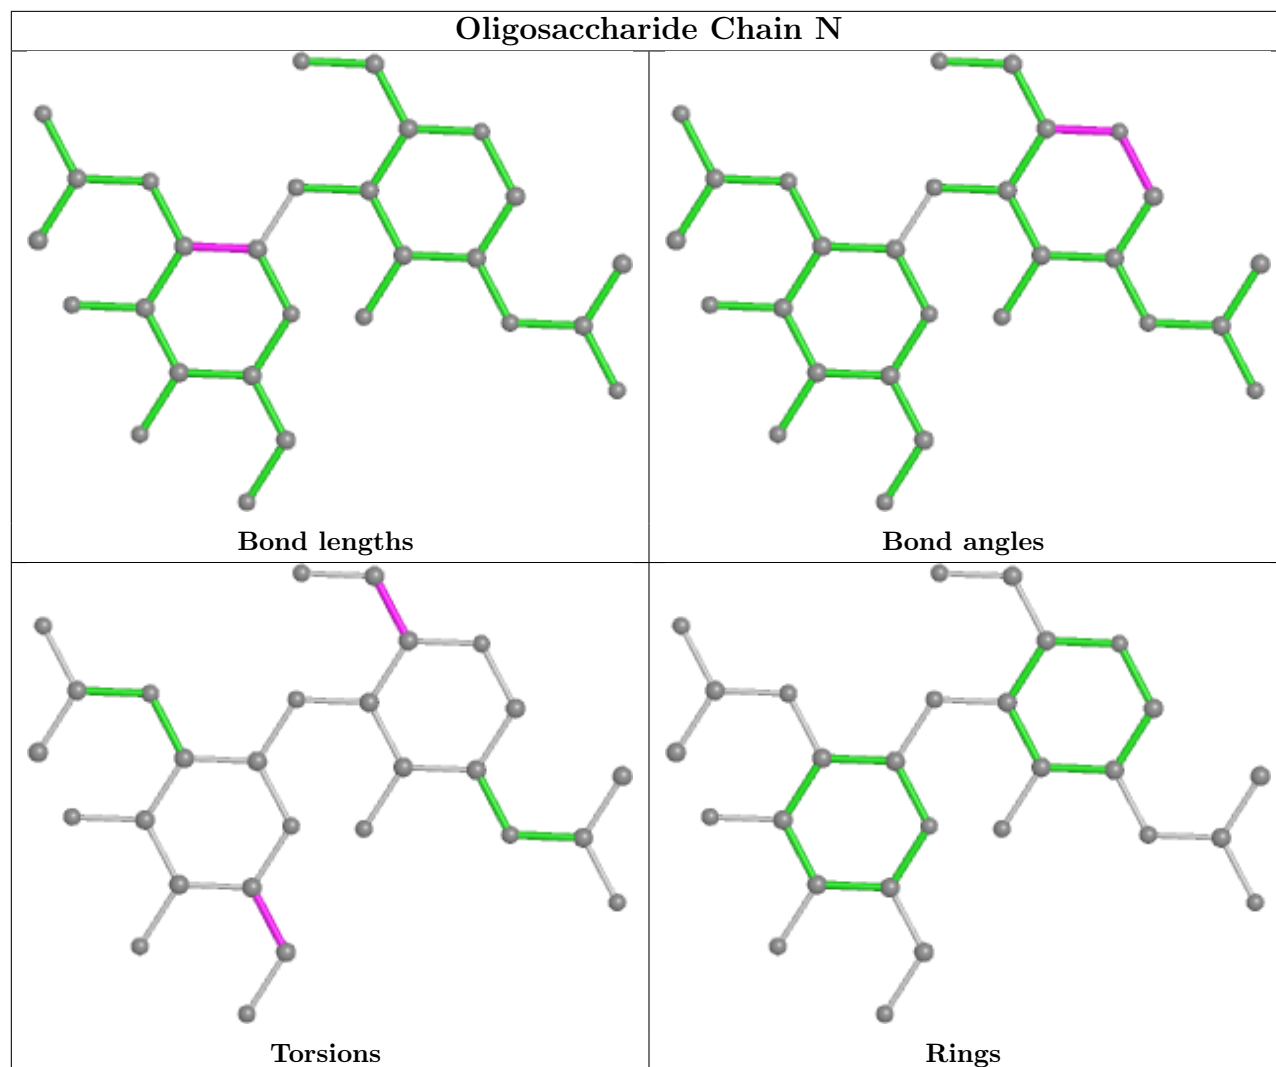 Oligosaccharide Chain N
Bond lengths
Bond angles
Torsions
Rings